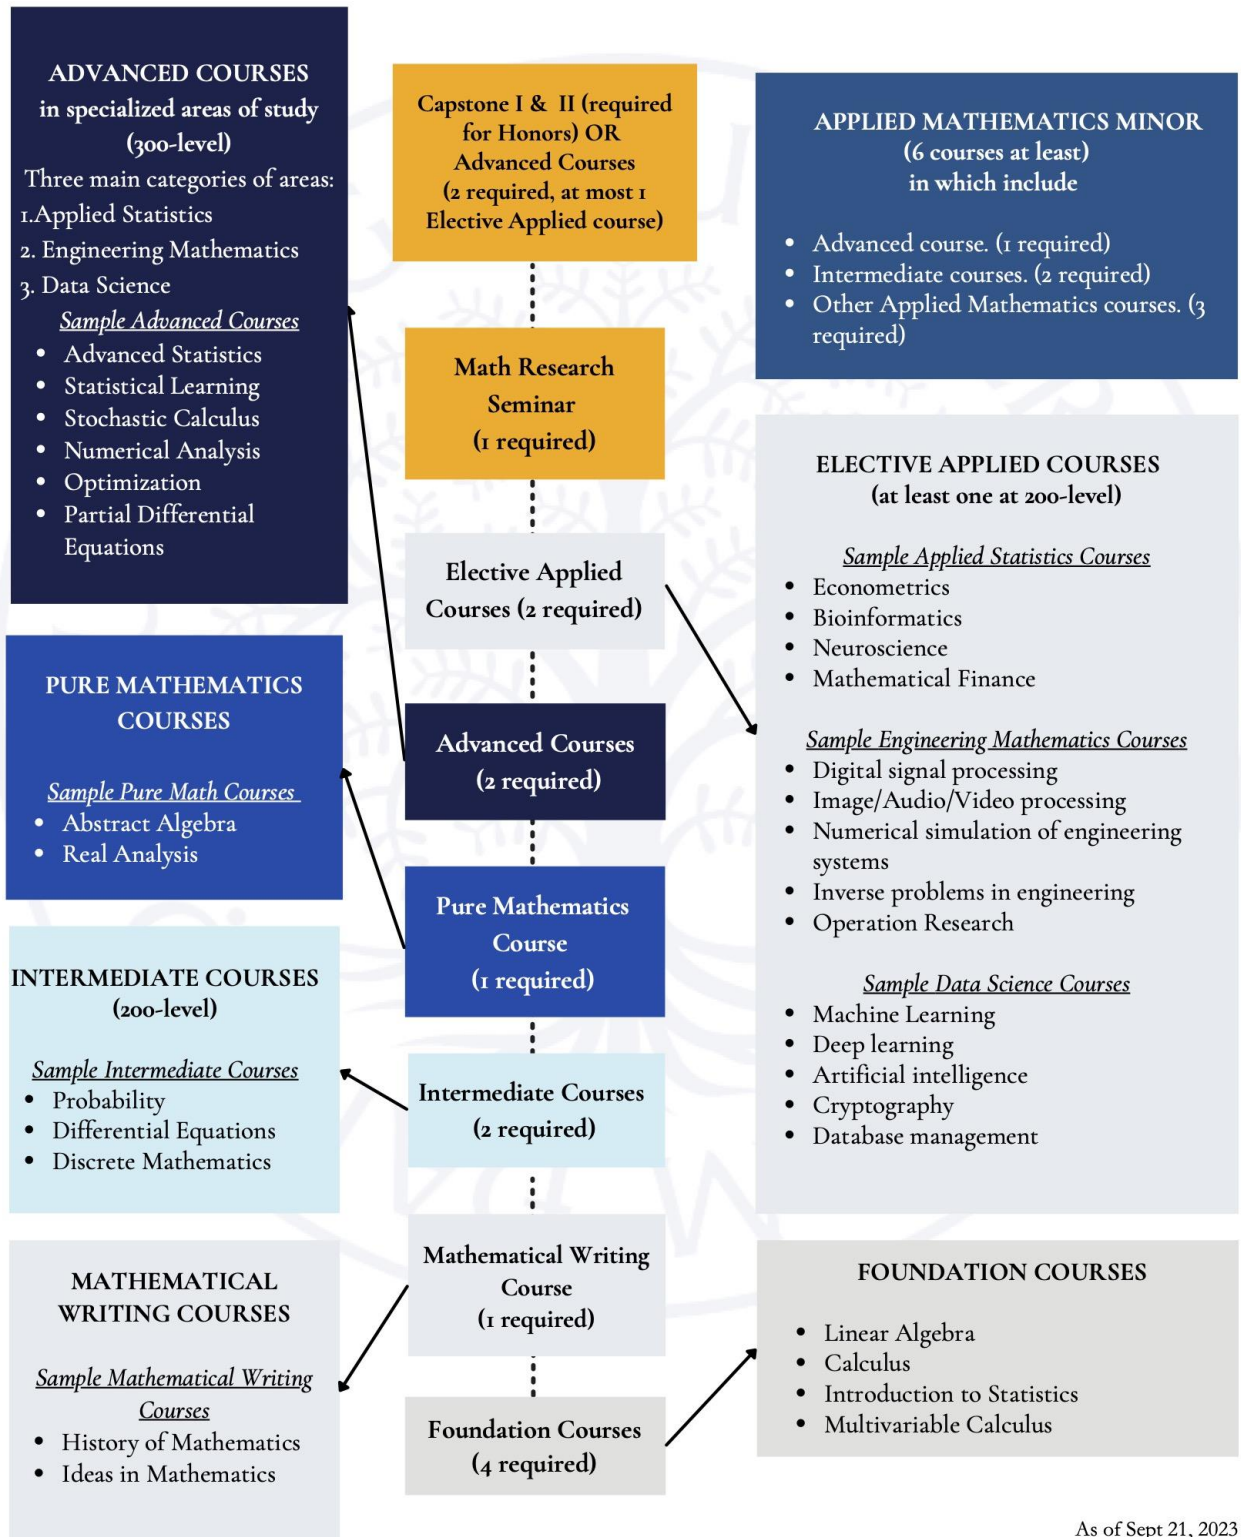 ADVANCED COURSES
in specialized areas of study
(300-level)
Three main categories of areas:
1.Applied Statistics
2. Engineering Mathematics
3. Data Science
Sample Advanced Courses
• Advanced Statistics
• Statistical Learning
• Stochastic Calculus
• Numerical Analysis
• Optimization
• Partial Differential
Equations
PURE MATHEMATICS
COURSES
Sample Pure Math Courses
• Abstract Algebra
• Real Analysis
INTERMEDIATE COURSES
(200-level)
Sample Intermediate Courses
• Probability
• Differential Equations
• Discrete Mathematics
MATHEMATICAL
WRITING COURSES
Sample Mathematical Writing
Courses
• History of Mathematics
• Ideas in Mathematics
Capstone I & II (required
for Honors) OR
Advanced Courses
(2 required, at most 1
Elective Applied course)
Math Research
Seminar
(1 required)
Elective Applied
Courses (2 required)
Advanced Courses
(2 required)
Pure Mathematics
Course
(1 required)
Intermediate Courses
(2 required)
Mathematical Writing
Course
(1 required)
Foundation Courses
(4 required)
APPLIED MATHEMATICS MINOR
(6 courses at least)
in which include
• Advanced course. (1 required)
• Intermediate courses. (2 required)
• Other Applied Mathematics courses. (3
required)
ELECTIVE APPLIED COURSES
(at least one at 200-level)
Sample Applied Statistics Courses
• Econometrics
• Bioinformatics
• Neuroscience
• Mathematical Finance
Sample Engineering Mathematics Courses
• Digital signal processing
• Image/Audio/Video processing
• Numerical simulation of engineering
systems
• Inverse problems in engineering
• Operation Research
Sample Data Science Courses
• Machine Learning
• Deep learning
• Artificial intelligence
• Cryptography
• Database management
FOUNDATION COURSES
• Linear Algebra
• Calculus
• Introduction to Statistics
• Multivariable Calculus
As of Sept 21, 2023